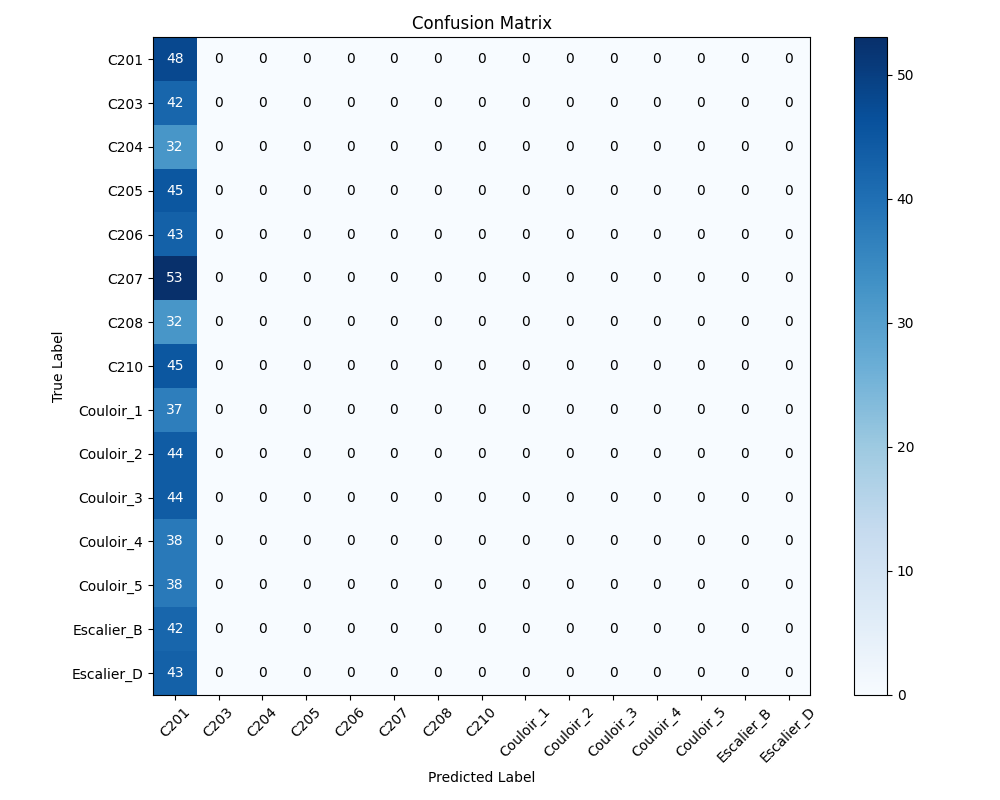 Confusion Matrix
C201 48 0 0 0 0 0 0 0 0 0 0 0 0 0 0
C203 42 0 0 0 0 0 0 0 0 0 0 0 0 0 0
C204 32 0 0 0 0 0 0 0 0 0 0 0 0 0 0
C205 45 0 0 0 0 0 0 0 0 0 0 0 0 0 0
C206 43 0 0 0 0 0 0 0 0 0 0 0 0 0 0
C207 53 0 0 0 0 0 0 0 0 0 0 0 0 0 0
C208 32 0 0 0 0 0 0 0 0 0 0 0 0 0 0
C210 45 0 0 0 0 0 0 0 0 0 0 0 0 0 0
Couloir_1 37 0 0 0 0 0 0 0 0 0 0 0 0 0 0
Couloir_2 44 0 0 0 0 0 0 0 0 0 0 0 0 0 0
Couloir_3 44 0 0 0 0 0 0 0 0 0 0 0 0 0 0
Couloir_4 38 0 0 0 0 0 0 0 0 0 0 0 0 0 0
Couloir_5 38 0 0 0 0 0 0 0 0 0 0 0 0 0 0
Escalier_B 42 0 0 0 0 0 0 0 0 0 0 0 0 0 0
Escalier_D 43 0 0 0 0 0 0 0 0 0 0 0 0 0 0
True Label
C201 C203 C204 C205 C206 C207 C208 C210 Couloir_1 Couloir_2 Couloir_3 Couloir_4 Couloir_5 Escalier_B Escalier_D
Predicted Label
50
40
30
20
10
0